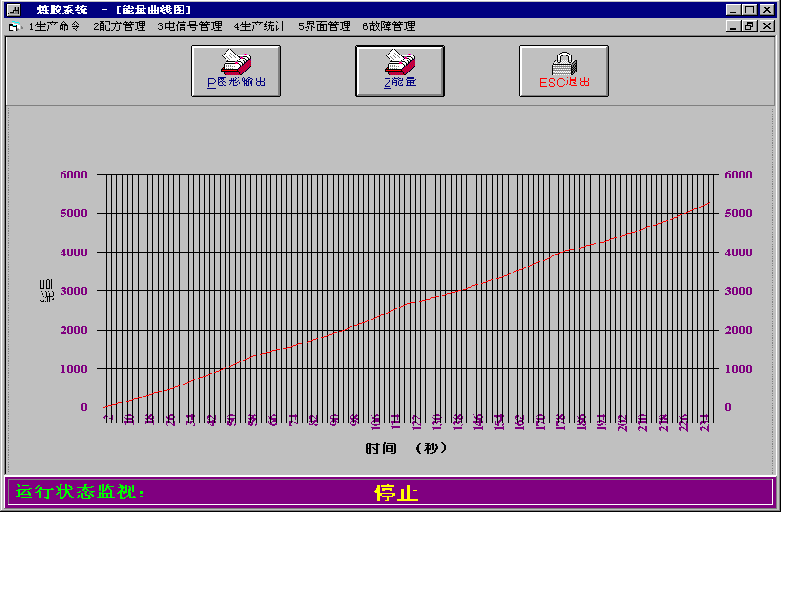 炼胶系统 - [能量曲线图]
1生产命令 2配方管理 3电信号管理 4生产统计 5界面管理 6故障管理
P图形输出 Z能量 ESC退出
6000 6000
5000 5000
4000 4000
能量
3000 3000
2000 2000
1000 1000
0 0
2 10 18 26 34 42 50 58 66 74 82 90 98 106 114 122 130 138 146 154 162 170 178 186 194 202 210 218 226 234
时间 (秒)
运行状态监视: 停止